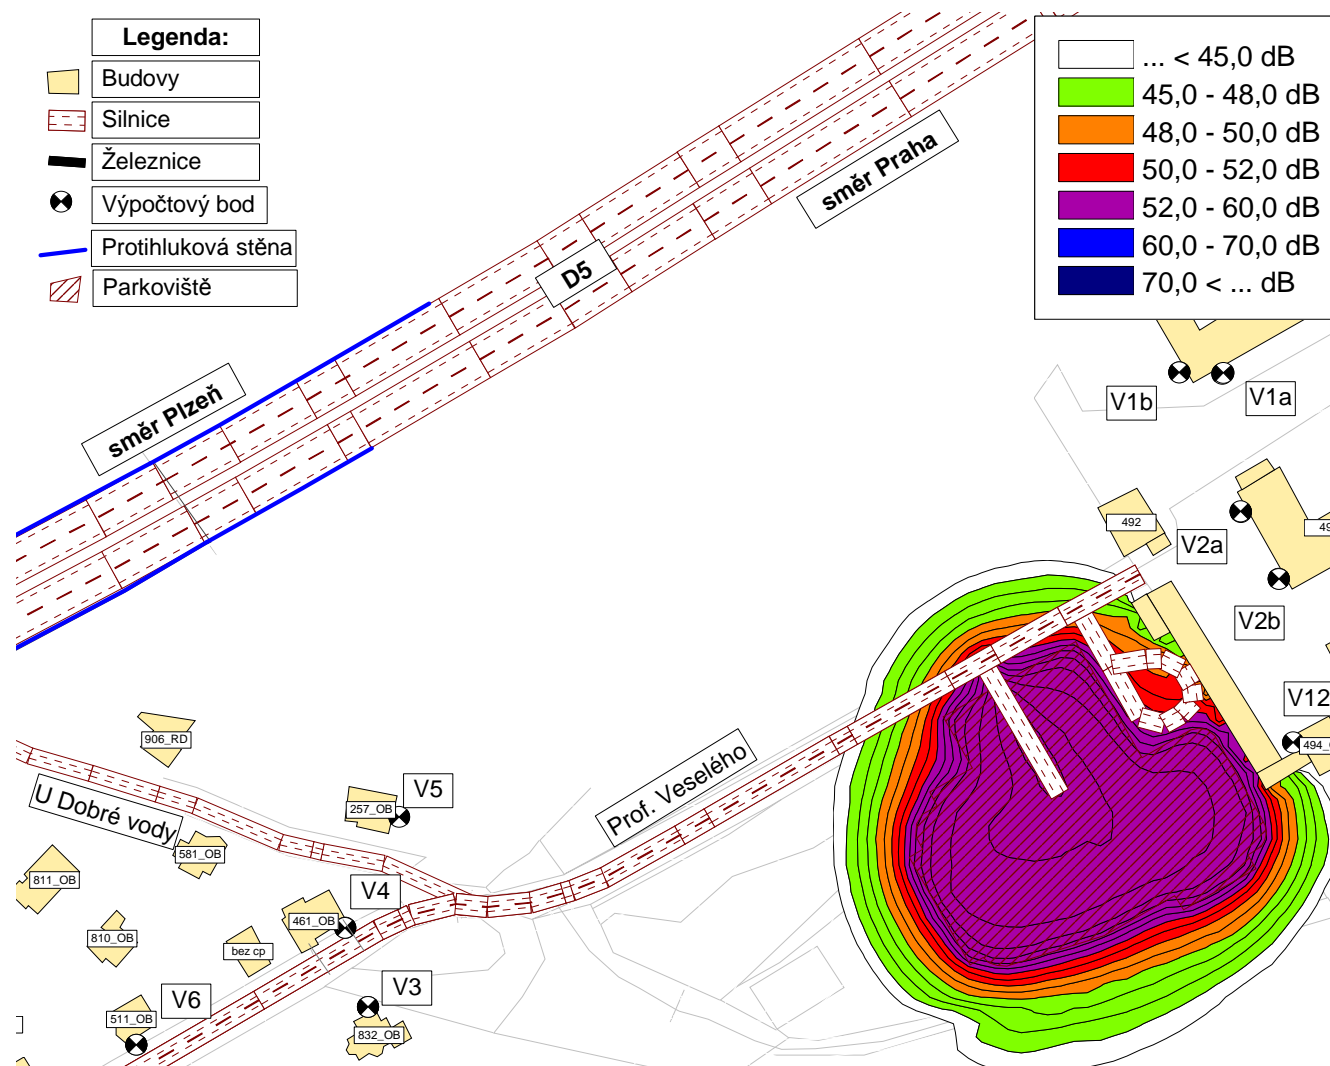 Legenda:
Budovy
Silnice
Železnice
Výpočtový bod
Protihluková stěna
Parkoviště
... < 45,0 dB
45,0 - 48,0 dB
48,0 - 50,0 dB
50,0 - 52,0 dB
52,0 - 60,0 dB
60,0 - 70,0 dB
70,0 < ... dB
směr Praha
D5
směr Plzeň
V1b
V1a
492
V2a
V2b
V12
494_
906_RD
U Dobré vody
257_OB
V5
Prof. Veselého
581_OB
811_OB
V4
461_OB
810_OB
bez cp
V6
V3
511_OB
832_OB